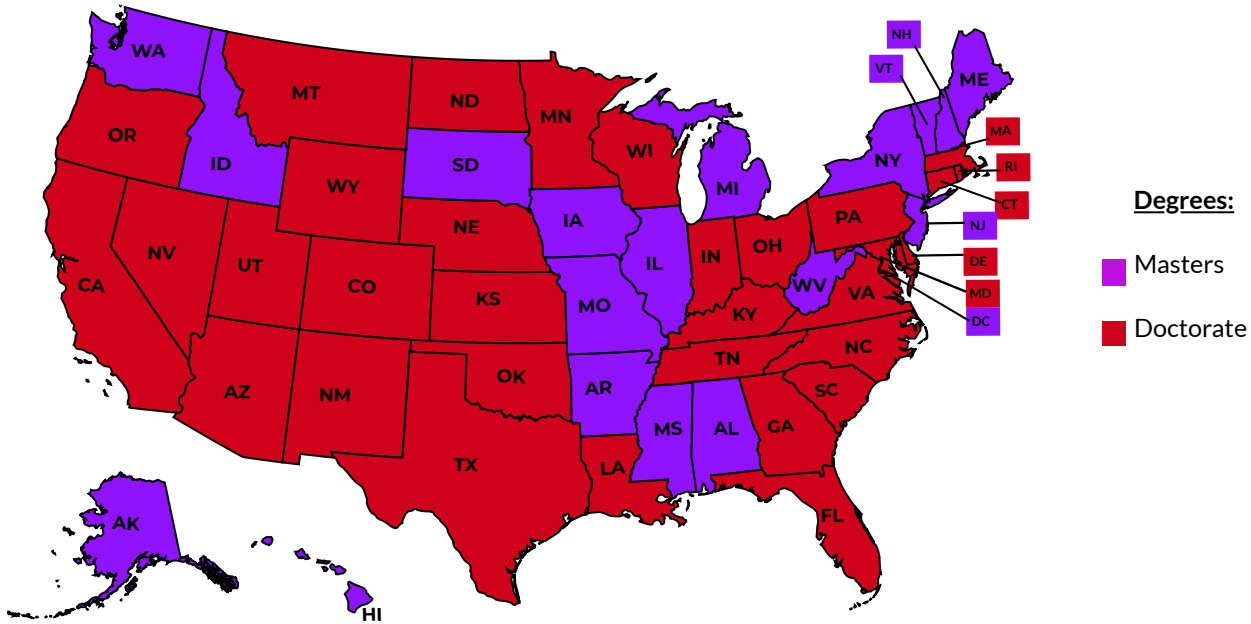 WA
MT
ND
MN
OR
ID
SD
WI
WY
MI
NH
VT
ME
NY
MA
RI
CT
NJ
NE
IA
PA
NV
UT
CO
KS
MO
IL
IN
OH
WV
VA
DE
MD
DC
CA
KY
AZ
NM
OK
AR
TN
NC
SC
TX
LA
MS
AL
GA
FL
AK
HI
Degrees:
Masters
Doctorate